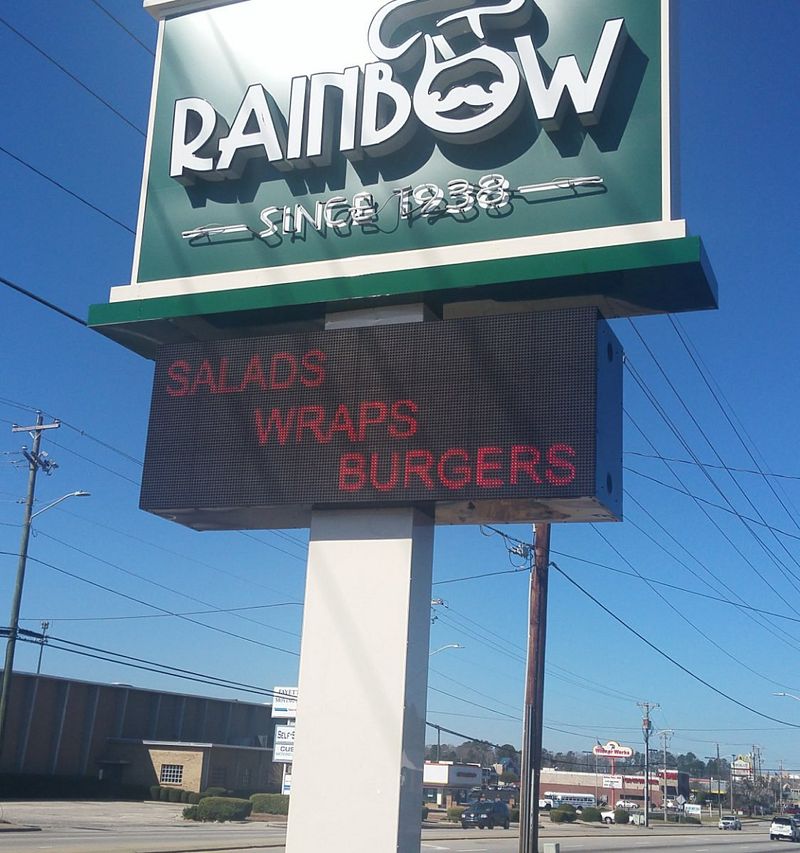 RAINBOW
SINCE 1938
SALADS
WRAPS
BURGERS